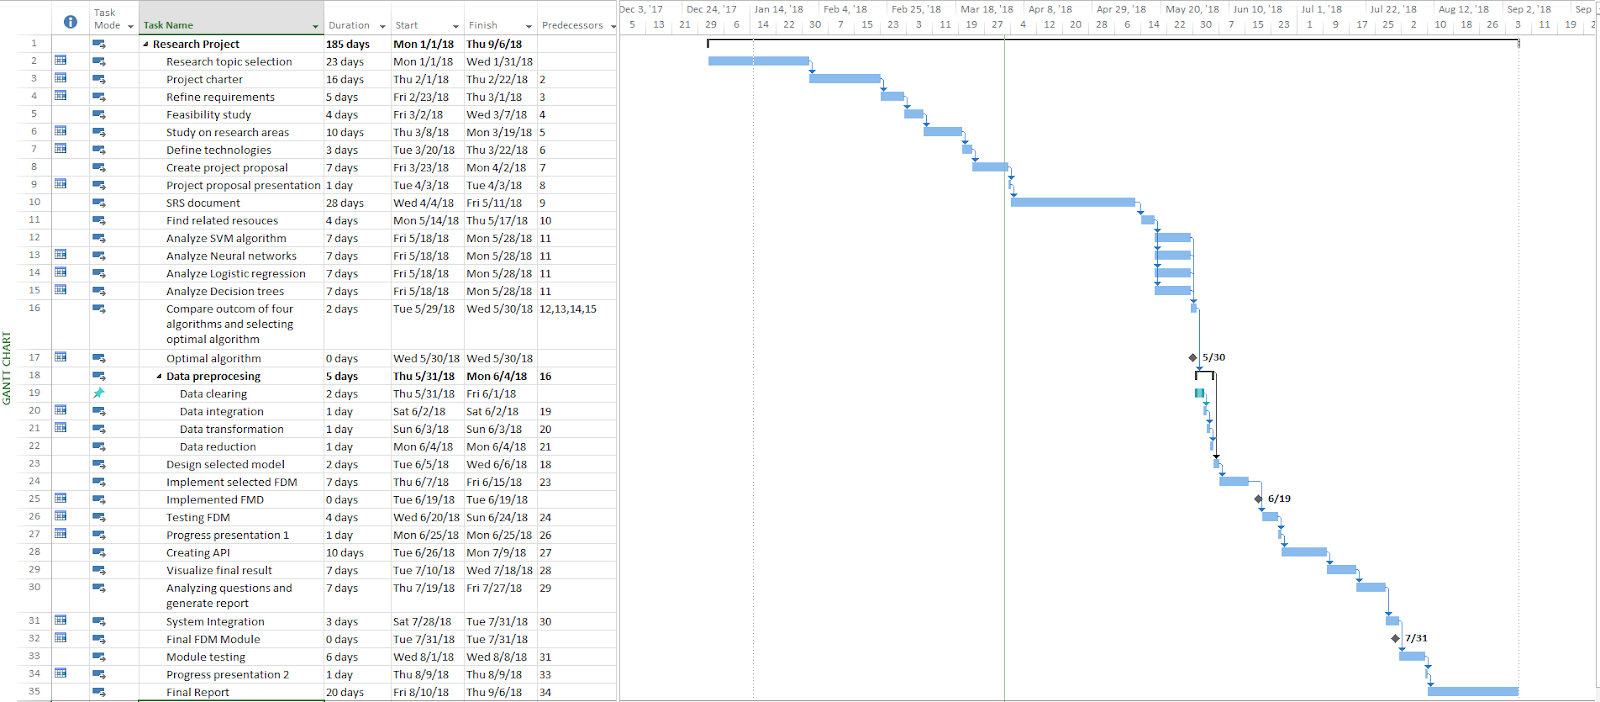 Dec 3, '17 Dec 24, '17 Jan 14, '18 Feb 4, '18 Feb 25, '18 Mar 18, '18 Apr 8, '18 Apr 29, '18 May 20, '18 Jun 10, '18 Jul 1, '18 Jul 22, '18 Aug 12, '18 Sep 2, '18 Sep
Task Mode Task Name Duration Start Finish Predecessors 5 13 21 29 6 14 22 30 7 15 23 3 11 19 27 4 12 20 28 6 14 22 30 7 15 23 1 9 17 25 2 10 18 26 3 11 19
1 Research Project 185 days Mon 1/1/18 Thu 9/6/18
2 Research topic selection 23 days Mon 1/1/18 Wed 1/31/18
3 Project charter 16 days Thu 2/1/18 Thu 2/22/18 2
4 Refine requirements 5 days Fri 2/23/18 Thu 3/1/18 3
5 Feasibility study 4 days Fri 3/2/18 Wed 3/7/18 4
6 Study on research areas 10 days Thu 3/8/18 Mon 3/19/18 5
7 Define technologies 3 days Tue 3/20/18 Thu 3/22/18 6
8 Create project proposal 7 days Fri 3/23/18 Mon 4/2/18 7
9 Project proposal presentation 1 day Tue 4/3/18 Tue 4/3/18 8
10 SRS document 28 days Wed 4/4/18 Fri 5/11/18 9
11 Find related resouces 4 days Mon 5/14/18 Thu 5/17/18 10
12 Analyze SVM algorithm 7 days Fri 5/18/18 Mon 5/28/18 11
13 Analyze Neural networks 7 days Fri 5/18/18 Mon 5/28/18 11
14 Analyze Logistic regression 7 days Fri 5/18/18 Mon 5/28/18 11
15 Analyze Decision trees 7 days Fri 5/18/18 Mon 5/28/18 11
16 Compare outcom of four 2 days Tue 5/29/18 Wed 5/30/18 12,13,14,15
algorithms and selecting
optimal algorithm
17 Optimal algorithm 0 days Wed 5/30/18 Wed 5/30/18 5/30
18 Data preprocesing 5 days Thu 5/31/18 Mon 6/4/18 16
19 Data clearing 2 days Thu 5/31/18 Fri 6/1/18
20 Data integration 1 day Sat 6/2/18 Sat 6/2/18 19
21 Data transformation 1 day Sun 6/3/18 Sun 6/3/18 20
22 Data reduction 1 day Mon 6/4/18 Mon 6/4/18 21
23 Design selected model 2 days Tue 6/5/18 Wed 6/6/18 18
24 Implement selected FDM 7 days Thu 6/7/18 Fri 6/15/18 23
25 Implemented FMD 0 days Tue 6/19/18 Tue 6/19/18 6/19
26 Testing FDM 4 days Wed 6/20/18 Sun 6/24/18 24
27 Progress presentation 1 1 day Mon 6/25/18 Mon 6/25/18 26
28 Creating API 10 days Tue 6/26/18 Mon 7/9/18 27
29 Visualize final result 7 days Tue 7/10/18 Wed 7/18/18 28
30 Analyzing questions and 7 days Thu 7/19/18 Fri 7/27/18 29
generate report
31 System Integration 3 days Sat 7/28/18 Tue 7/31/18 30
32 Final FDM Module 0 days Tue 7/31/18 Tue 7/31/18 7/31
33 Module testing 6 days Wed 8/1/18 Wed 8/8/18 31
34 Progress presentation 2 1 day Thu 8/9/18 Thu 8/9/18 33
35 Final Report 20 days Fri 8/10/18 Thu 9/6/18 34
GANTT CHART